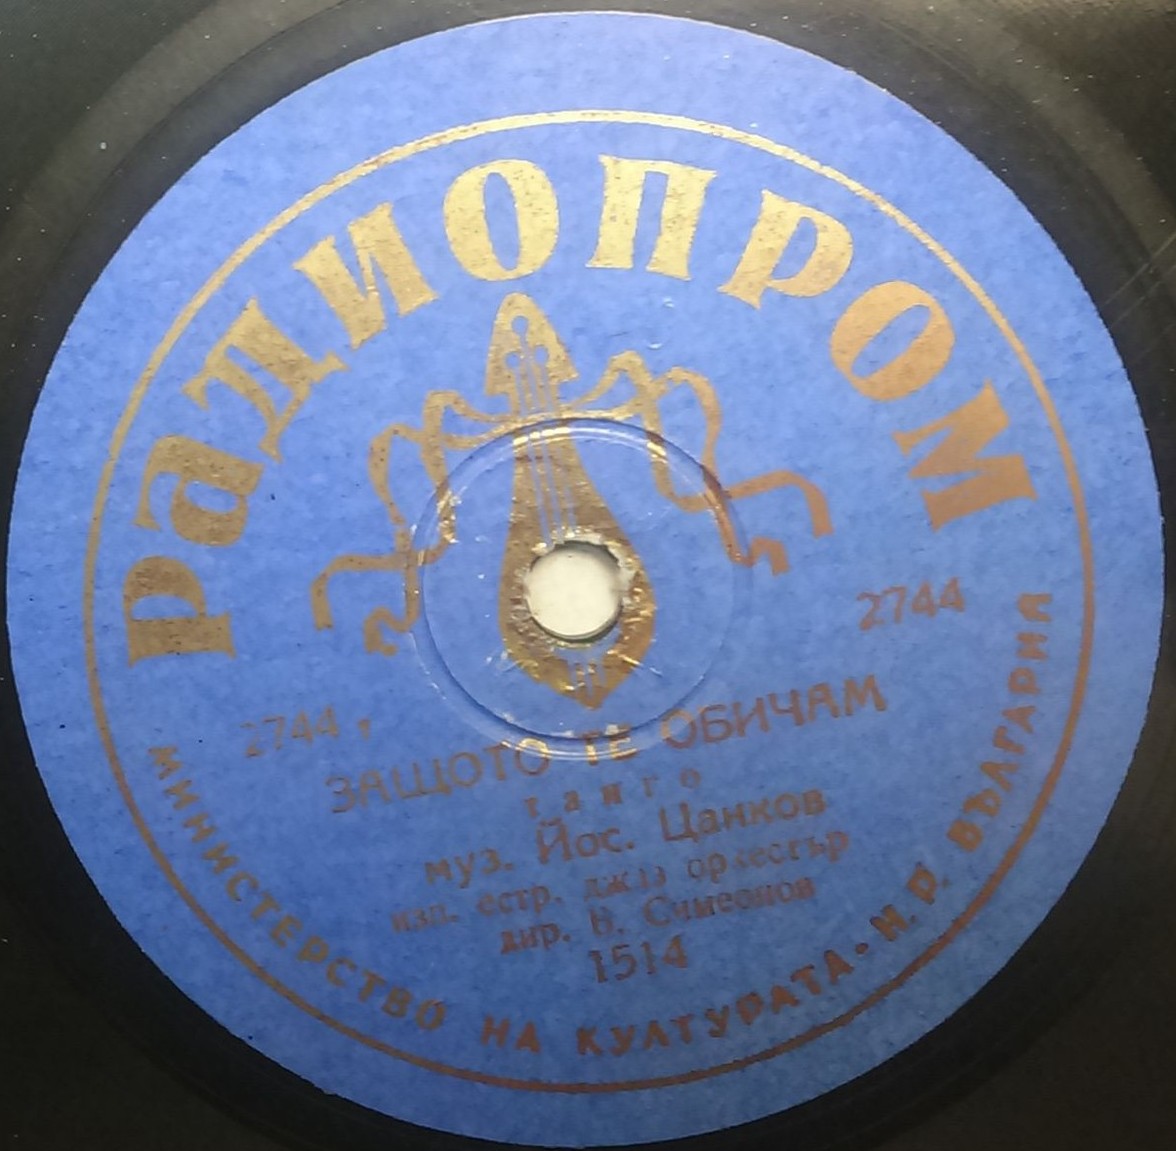 РАДИОПРОМ
2744
2744
ЗАЩОТО ТЕ ОБИЧАМ
танго
муз. Йос. Цанков
изп. естр. джаз оркестър
дир. Б. Симеонов
1514
МИНИСТЕРСТВО НА КУЛТУРАТА - Н. Р. БЪЛГАРИЯ